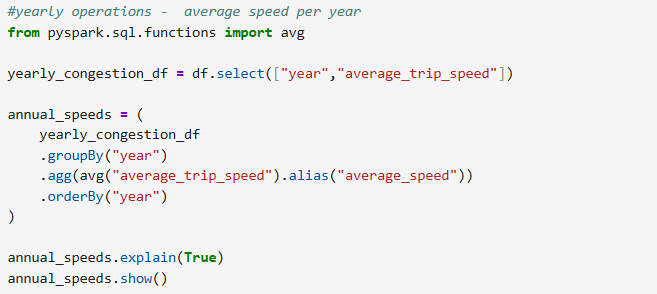 #yearly operations -  average speed per year
from pyspark.sql.functions import avg

yearly_congestion_df = df.select(["year","average_trip_speed"])

annual_speeds = (
    yearly_congestion_df
    .groupBy("year")
    .agg(avg("average_trip_speed").alias("average_speed"))
    .orderBy("year")
)

annual_speeds.explain(True)
annual_speeds.show()